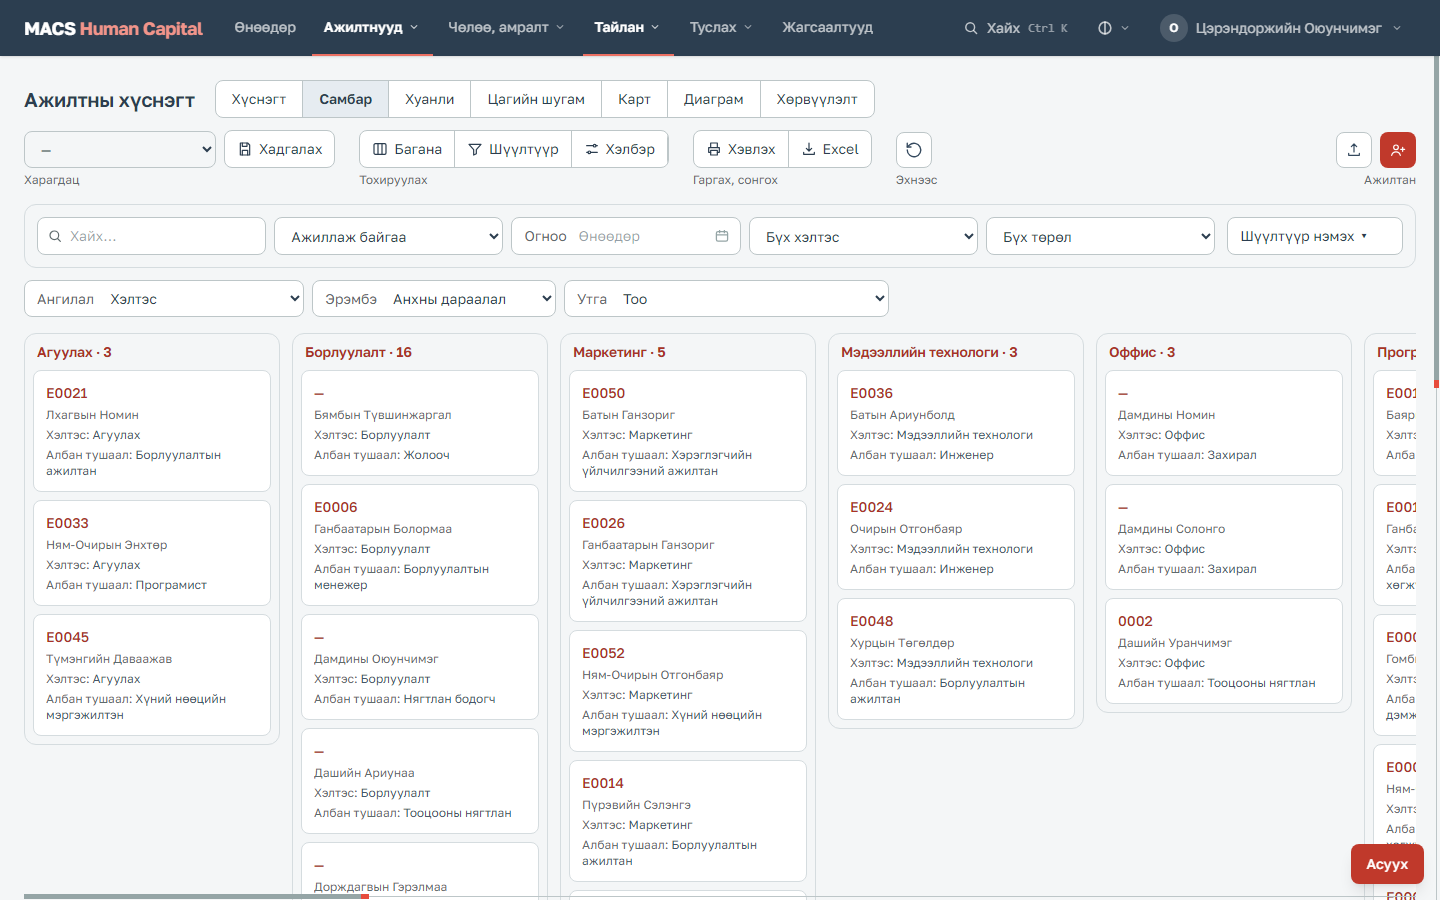 MACS Human Capital
Өнөөдөр
Ажилтнууд
Чөлөө, амралт
Тайлан
Туслах
Жагсаалтууд
Хайх Ctrl K
О Цэрэндоржийн Оюунчимэг
Ажилтны хүснэгт
Хүснэгт
Самбар
Хуанли
Цагийн шугам
Карт
Диаграм
Хөрвүүлэлт
—
Хадгалах
Багана
Шүүлтүүр
Хэлбэр
Хэвлэх
Excel
Харагдац
Тохируулах
Гаргах, сонгох
Эхнээс
Ажилтан
Хайх...
Ажиллаж байгаа
Огноо Өнөөдөр
Бүх хэлтэс
Бүх төрөл
Шүүлтүүр нэмэх
Ангилал Хэлтэс
Эрэмбэ Анхны дараалал
Утга Тоо
Агуулах · 3
E0021
Лхагвын Номин
Хэлтэс: Агуулах
Албан тушаал: Борлуулалтын
ажилтан
E0033
Ням-Очирын Энхтөр
Хэлтэс: Агуулах
Албан тушаал: Програмист
E0045
Түмэнгийн Даваажав
Хэлтэс: Агуулах
Албан тушаал: Хүний нөөцийн
мэргэжилтэн
Борлуулалт · 16
—
Бямбын Түвшинжаргал
Хэлтэс: Борлуулалт
Албан тушаал: Жолооч
E0006
Ганбаатарын Болормаа
Хэлтэс: Борлуулалт
Албан тушаал: Борлуулалтын
менежер
—
Дамдины Оюунчимэг
Хэлтэс: Борлуулалт
Албан тушаал: Нягтлан бодогч
—
Дашийн Ариунаа
Хэлтэс: Борлуулалт
Албан тушаал: Тооцооны нягтлан
—
Дорждагвын Гэрэлмаа
Маркетинг · 5
E0050
Батын Ганзориг
Хэлтэс: Маркетинг
Албан тушаал: Хэрэглэгчийн
үйлчилгээний ажилтан
E0026
Ганбаатарын Ганзориг
Хэлтэс: Маркетинг
Албан тушаал: Хэрэглэгчийн
үйлчилгээний ажилтан
E0052
Ням-Очирын Отгонбаяр
Хэлтэс: Маркетинг
Албан тушаал: Хүний нөөцийн
мэргэжилтэн
E0014
Пүрэвийн Сэлэнгэ
Хэлтэс: Маркетинг
Албан тушаал: Борлуулалтын
ажилтан
Мэдээллийн технологи · 3
E0036
Батын Ариунболд
Хэлтэс: Мэдээллийн технологи
Албан тушаал: Инженер
E0024
Очирын Отгонбаяр
Хэлтэс: Мэдээллийн технологи
Албан тушаал: Инженер
E0048
Хурцын Төгөлдөр
Хэлтэс: Мэдээллийн технологи
Албан тушаал: Борлуулалтын
ажилтан
Оффис · 3
—
Дамдины Номин
Хэлтэс: Оффис
Албан тушаал: Захирал
—
Дамдины Солонго
Хэлтэс: Оффис
Албан тушаал: Захирал
0002
Дашийн Уранчимэг
Хэлтэс: Оффис
Албан тушаал: Тооцооны нягтлан
Асуух